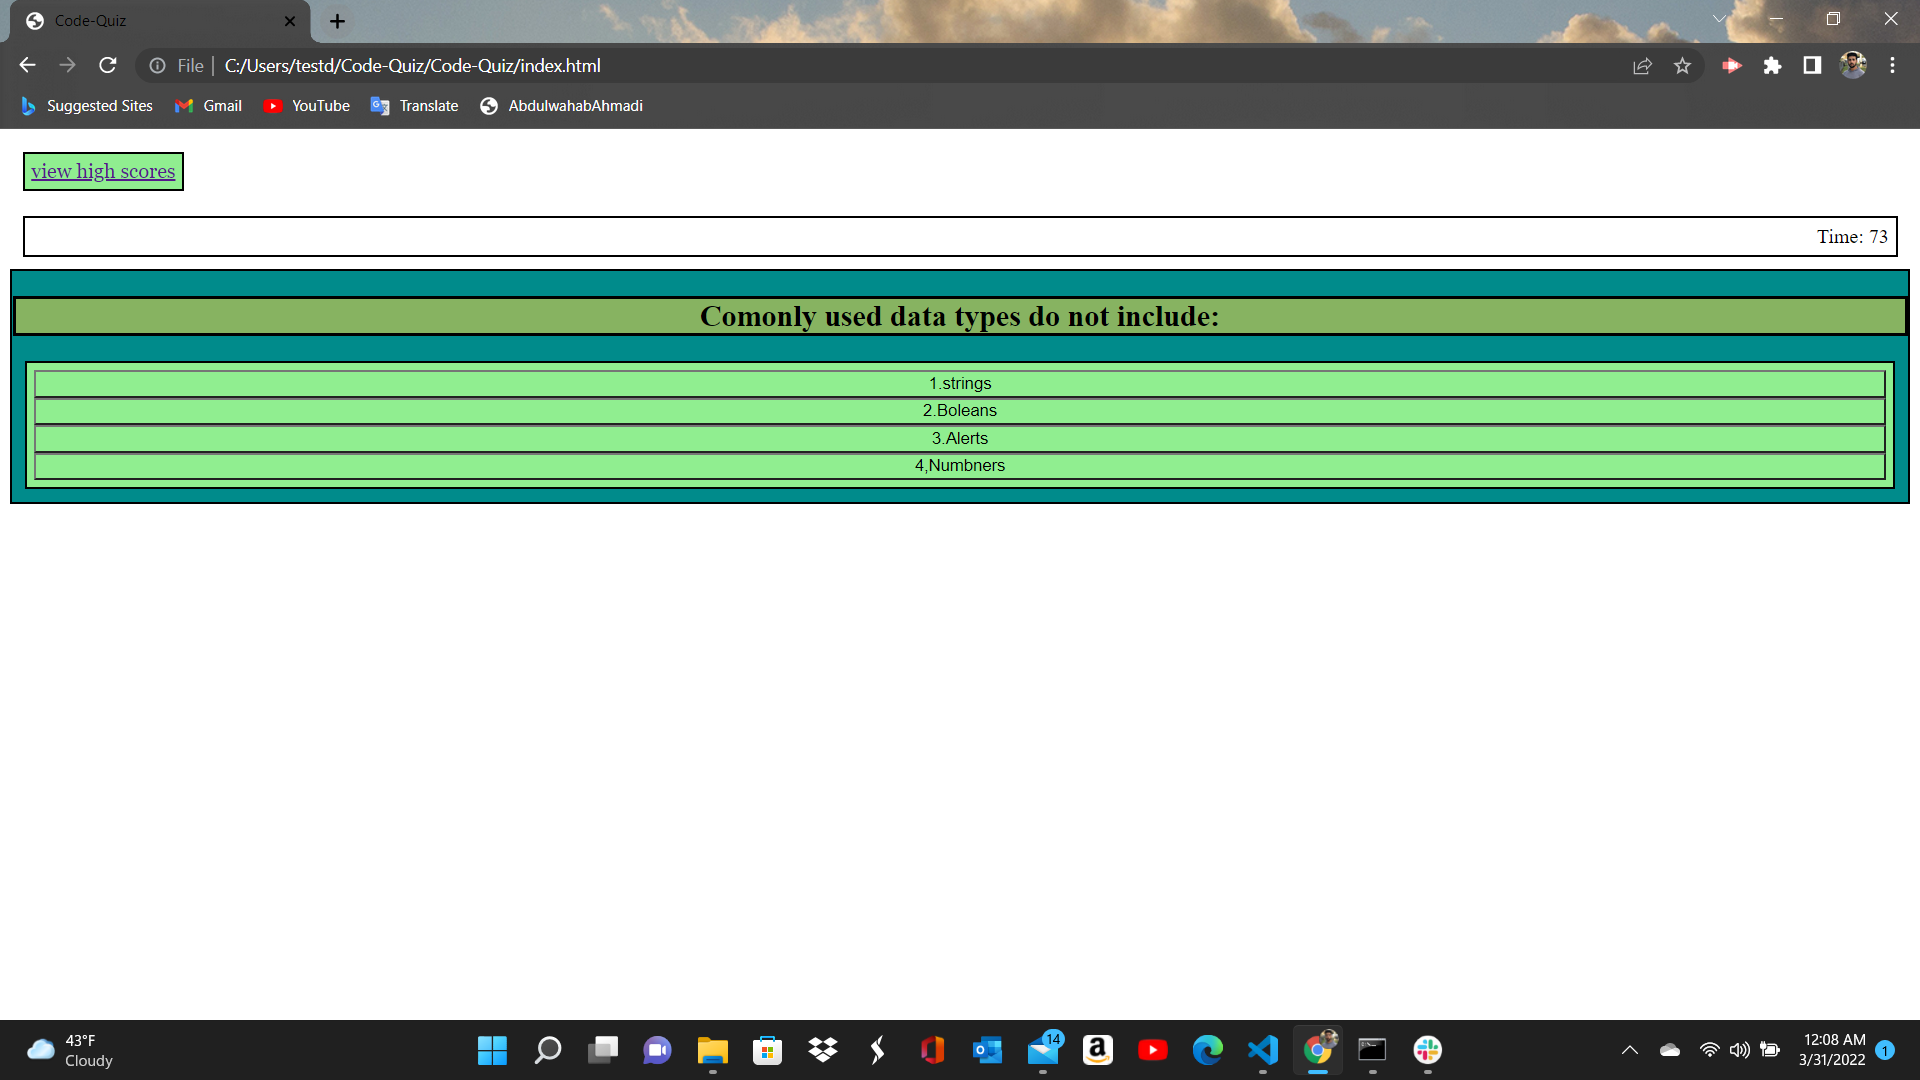 Code-Quiz
File | C:/Users/testd/Code-Quiz/Code-Quiz/index.html
Suggested Sites Gmail YouTube Translate AbdulwahabAhmadi
view high scores
Time: 73
Comonly used data types do not include:
1.strings
2.Boleans
3.Alerts
4,Numbners
43°F
Cloudy
14
12:08 AM
3/31/2022
1